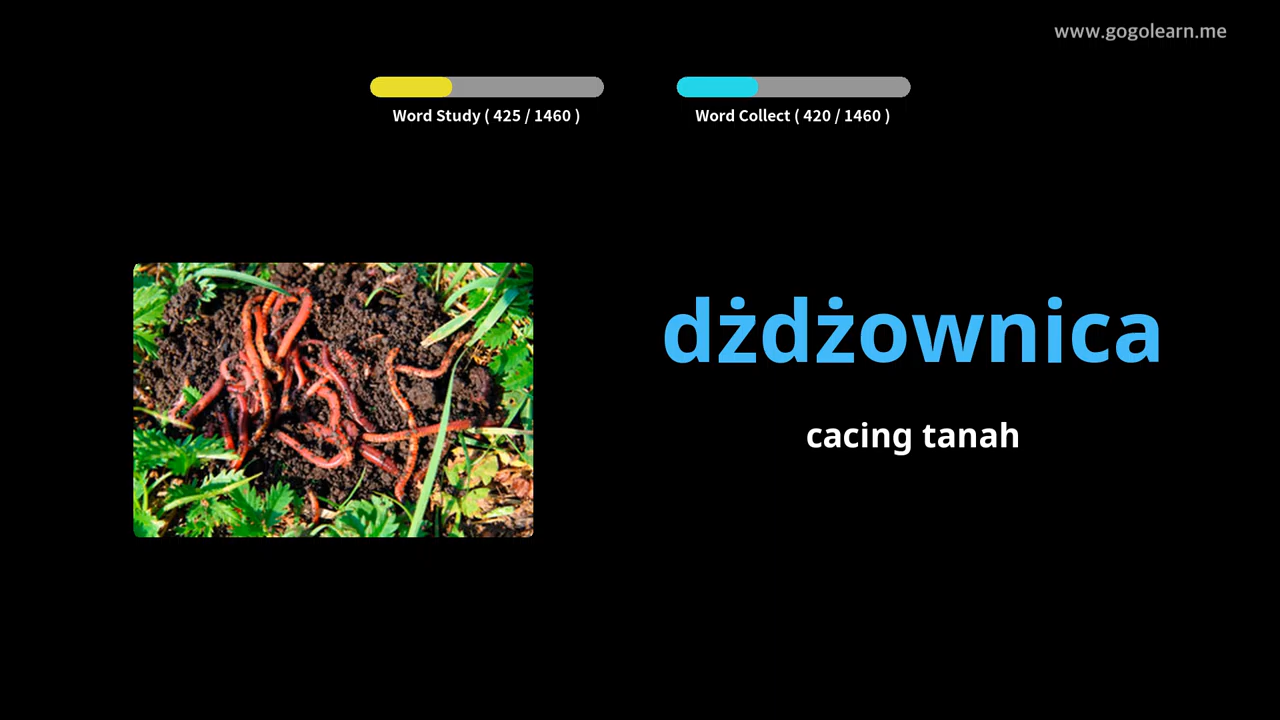 www.gogolearn.me
Word Study ( 425 / 1460 )
Word Collect ( 420 / 1460 )
dżdżownica
cacing tanah